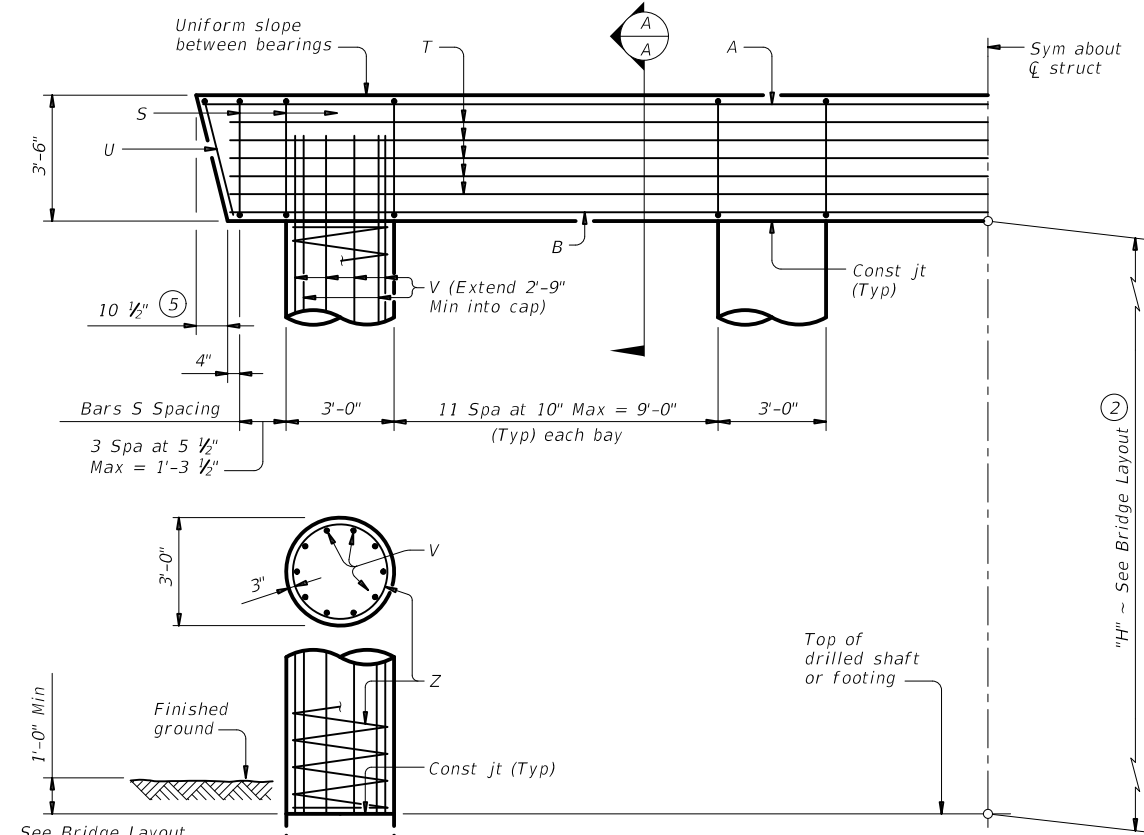 Uniform slope
between bearings
T
A
A
A
Sym about
℄ struct
S
U
3'-6"
B
Const jt
(Typ)
V (Extend 2'-9"
Min into cap)
10 ½" 5
4"
Bars S Spacing
3'-0"
11 Spa at 10" Max = 9'-0"
3'-0"
(Typ) each bay
3 Spa at 5 ½"
Max = 1'-3 ½"
2
"H" ~ See Bridge Layout
V
3'-0"
3"
Top of
drilled shaft
or footing
Z
Finished
ground
1'-0" Min
Const jt (Typ)
See Bridge Layout